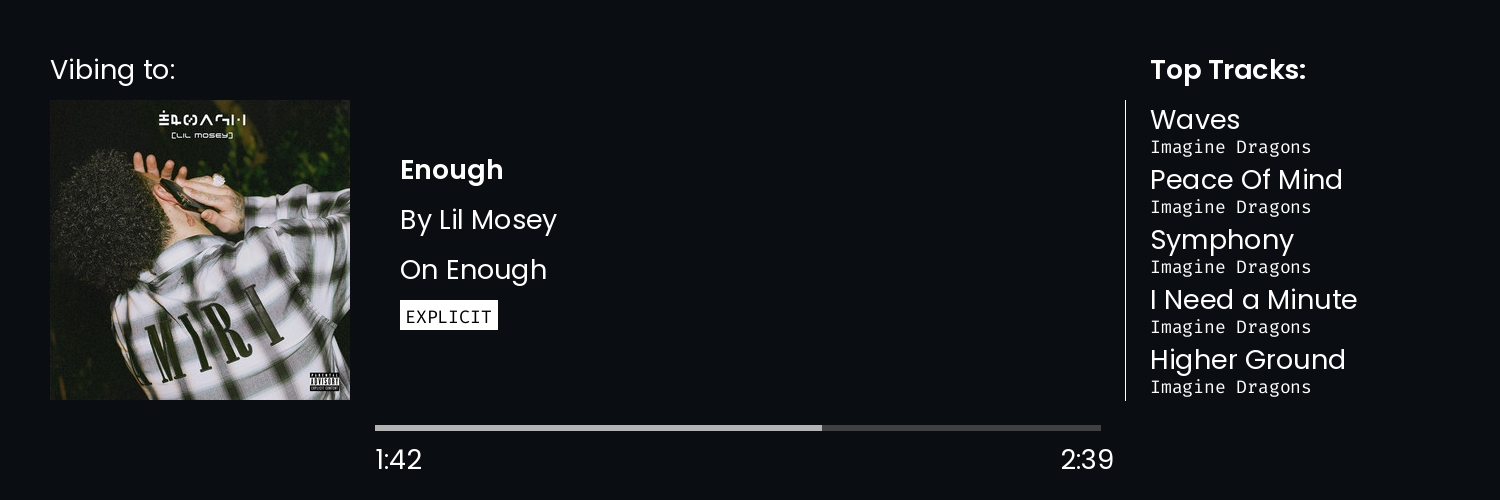 Vibing to:
[LIL MOSEY]
AMIRI
PARENTAL
ADVISORY
EXPLICIT CONTENT
Enough
By Lil Mosey
On Enough
EXPLICIT
1:42
2:39
Top Tracks:
Waves
Imagine Dragons
Peace Of Mind
Imagine Dragons
Symphony
Imagine Dragons
I Need a Minute
Imagine Dragons
Higher Ground
Imagine Dragons